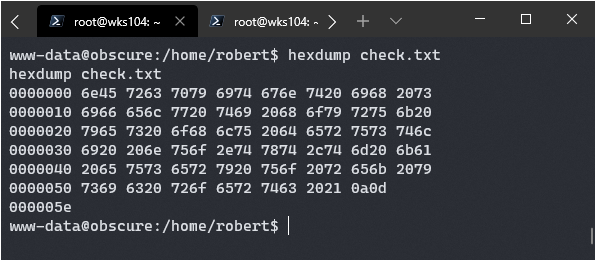 root@wks104: ~ root@wks104: ~
www-data@obscure:/home/robert$ hexdump check.txt
hexdump check.txt
0000000 6e45 7263 7079 6974 676e 7420 6968 2073
0000010 6966 656c 7720 7469 2068 6f79 7275 6b20
0000020 7965 7320 6f68 6c75 2064 6572 7573 746c
0000030 6920 206e 756f 2e74 7874 2c74 6d20 6b61
0000040 2065 7573 6572 7920 756f 2072 656b 2079
0000050 7369 6320 726f 6572 7463 2021 0a0d
000005e
www-data@obscure:/home/robert$